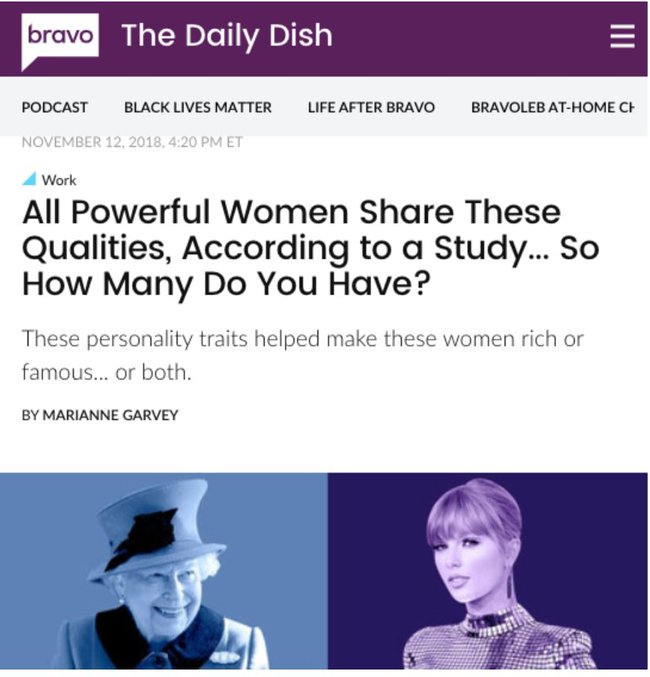 bravo The Daily Dish
PODCAST BLACK LIVES MATTER LIFE AFTER BRAVO BRAVOLEB AT-HOME CH
NOVEMBER 12, 2018, 4:20 PM ET
Work
All Powerful Women Share These
Qualities, According to a Study... So
How Many Do You Have?
These personality traits helped make these women rich or
famous... or both.
BY MARIANNE GARVEY